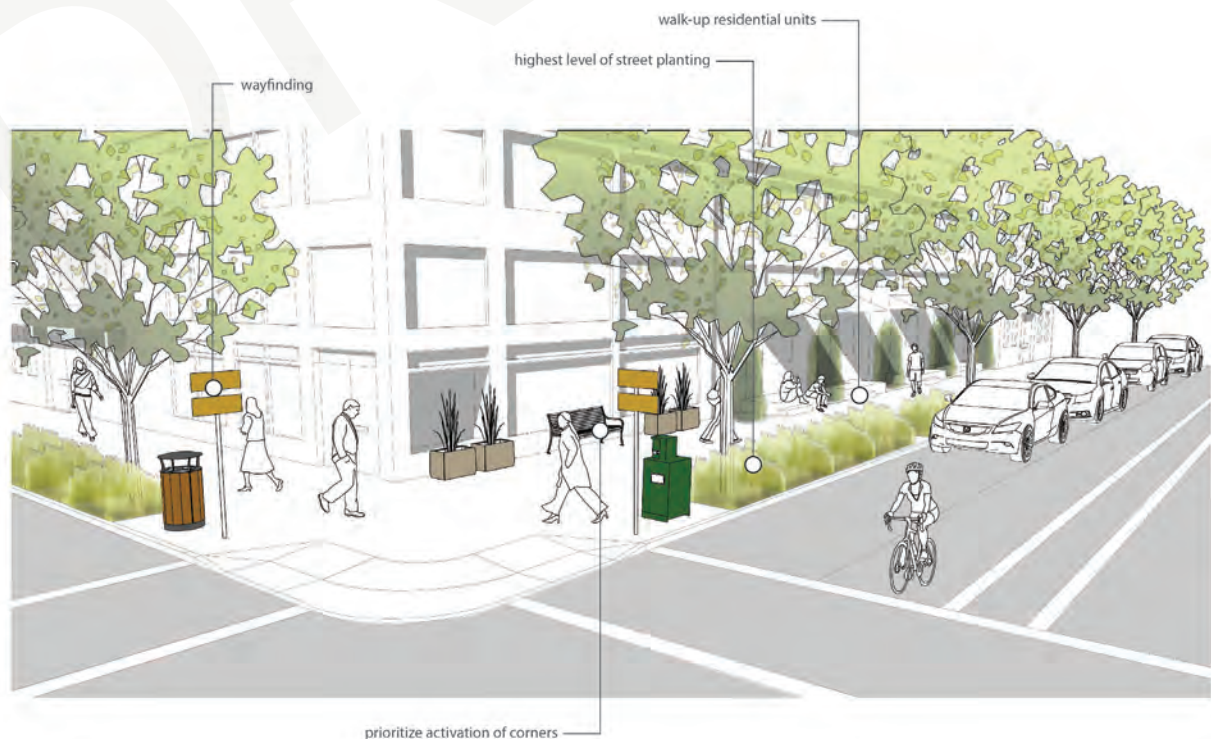 walk-up residential units
highest level of street planting
wayfinding
prioritize activation of corners